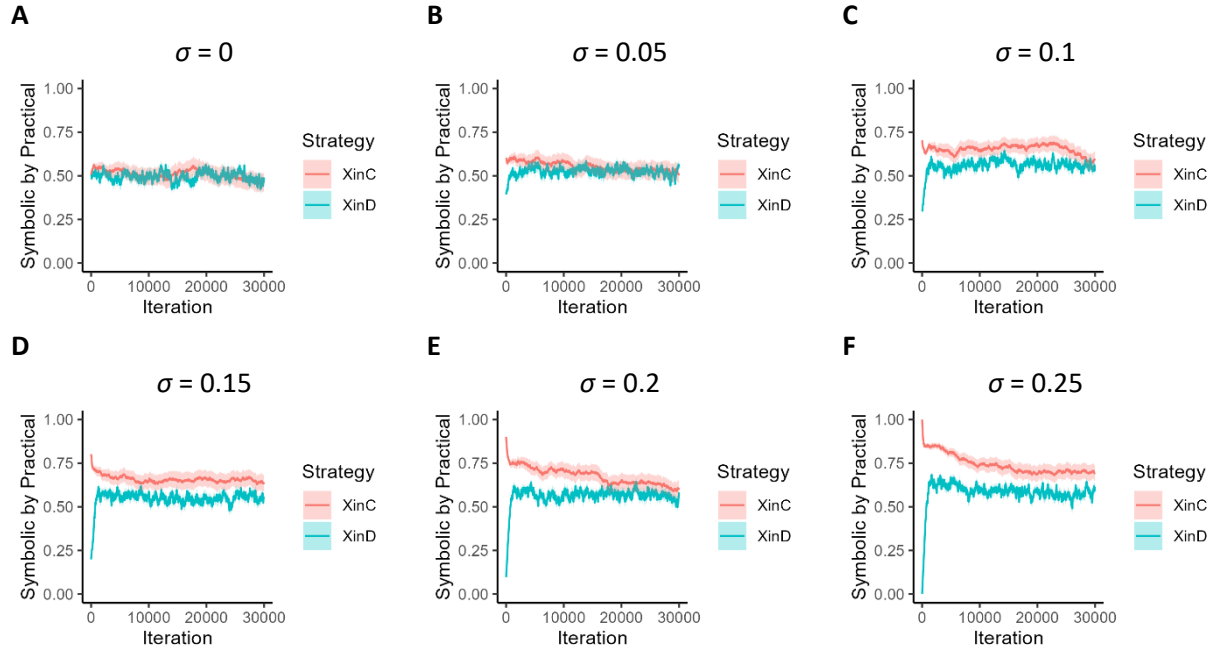 A
σ = 0
Symbolic by Practical
1.00
0.75
0.50
0.25
0.00
0 10000 20000 30000
Iteration
Strategy
XinC
XinD
B
σ = 0.05
Symbolic by Practical
1.00
0.75
0.50
0.25
0.00
0 10000 20000 30000
Iteration
Strategy
XinC
XinD
C
σ = 0.1
Symbolic by Practical
1.00
0.75
0.50
0.25
0.00
0 10000 20000 30000
Iteration
Strategy
XinC
XinD
D
σ = 0.15
Symbolic by Practical
1.00
0.75
0.50
0.25
0.00
0 10000 20000 30000
Iteration
Strategy
XinC
XinD
E
σ = 0.2
Symbolic by Practical
1.00
0.75
0.50
0.25
0.00
0 10000 20000 30000
Iteration
Strategy
XinC
XinD
F
σ = 0.25
Symbolic by Practical
1.00
0.75
0.50
0.25
0.00
0 10000 20000 30000
Iteration
Strategy
XinC
XinD